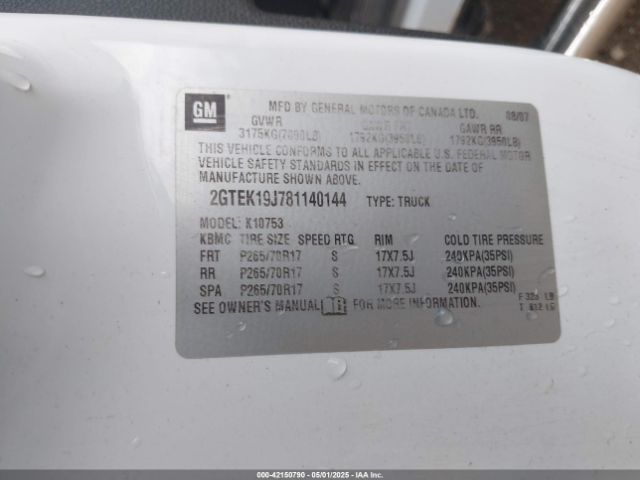 GM
MFD BY GENERAL MOTORS OF CANADA LTD. 08/07
GVWR GAWR FRT GAWR RR
3175KG(7000LB) 1792KG(3950LB) 1792KG(3950LB)
THIS VEHICLE CONFORMS TO ALL APPLICABLE U.S. FEDERAL MOTOR
VEHICLE SAFETY STANDARDS IN EFFECT ON THE DATE OF
MANUFACTURE SHOWN ABOVE.
2GTEK19J781140144 TYPE: TRUCK
MODEL: K10753
KBMC TIRE SIZE SPEED RTG RIM COLD TIRE PRESSURE
FRT P265/70R17 S 17X7.5J 240KPA(35PSI)
RR P265/70R17 S 17X7.5J 240KPA(35PSI)
SPA P265/70R17 S 17X7.5J 240KPA(35PSI)
SEE OWNER'S MANUAL FOR MORE INFORMATION.
000-42150790 - 05/01/2025 - IAA Inc.